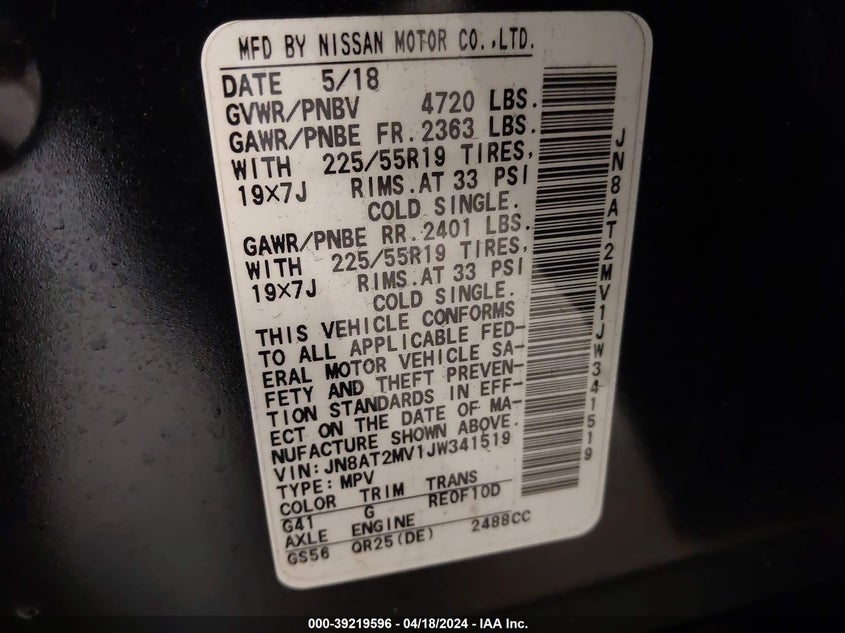 MFD BY NISSAN MOTOR CO.,LTD.
DATE 5/18
GVWR/PNBV 4720 LBS.
GAWR/PNBE FR.2363 LBS.
WITH 225/55R19 TIRES,
19×7J RIMS.AT 33 PSI
COLD SINGLE.
GAWR/PNBE RR.2401 LBS.
WITH 225/55R19 TIRES,
19×7J RIMS.AT 33 PSI
COLD SINGLE.
THIS VEHICLE CONFORMS
TO ALL APPLICABLE FED-
ERAL MOTOR VEHICLE SA-
FETY AND THEFT PREVEN-
TION STANDARDS IN EFF-
ECT ON THE DATE OF MA-
NUFACTURE SHOWN ABOVE.
VIN:JN8AT2MV1JW341519
TYPE:MPV
COLOR TRIM TRANS
G41 G RE0F10D
AXLE ENGINE
GS56 QR25(DE) 2488CC
JN8AT2MV1JW341519
000-39219596 - 04/18/2024 - IAA Inc.